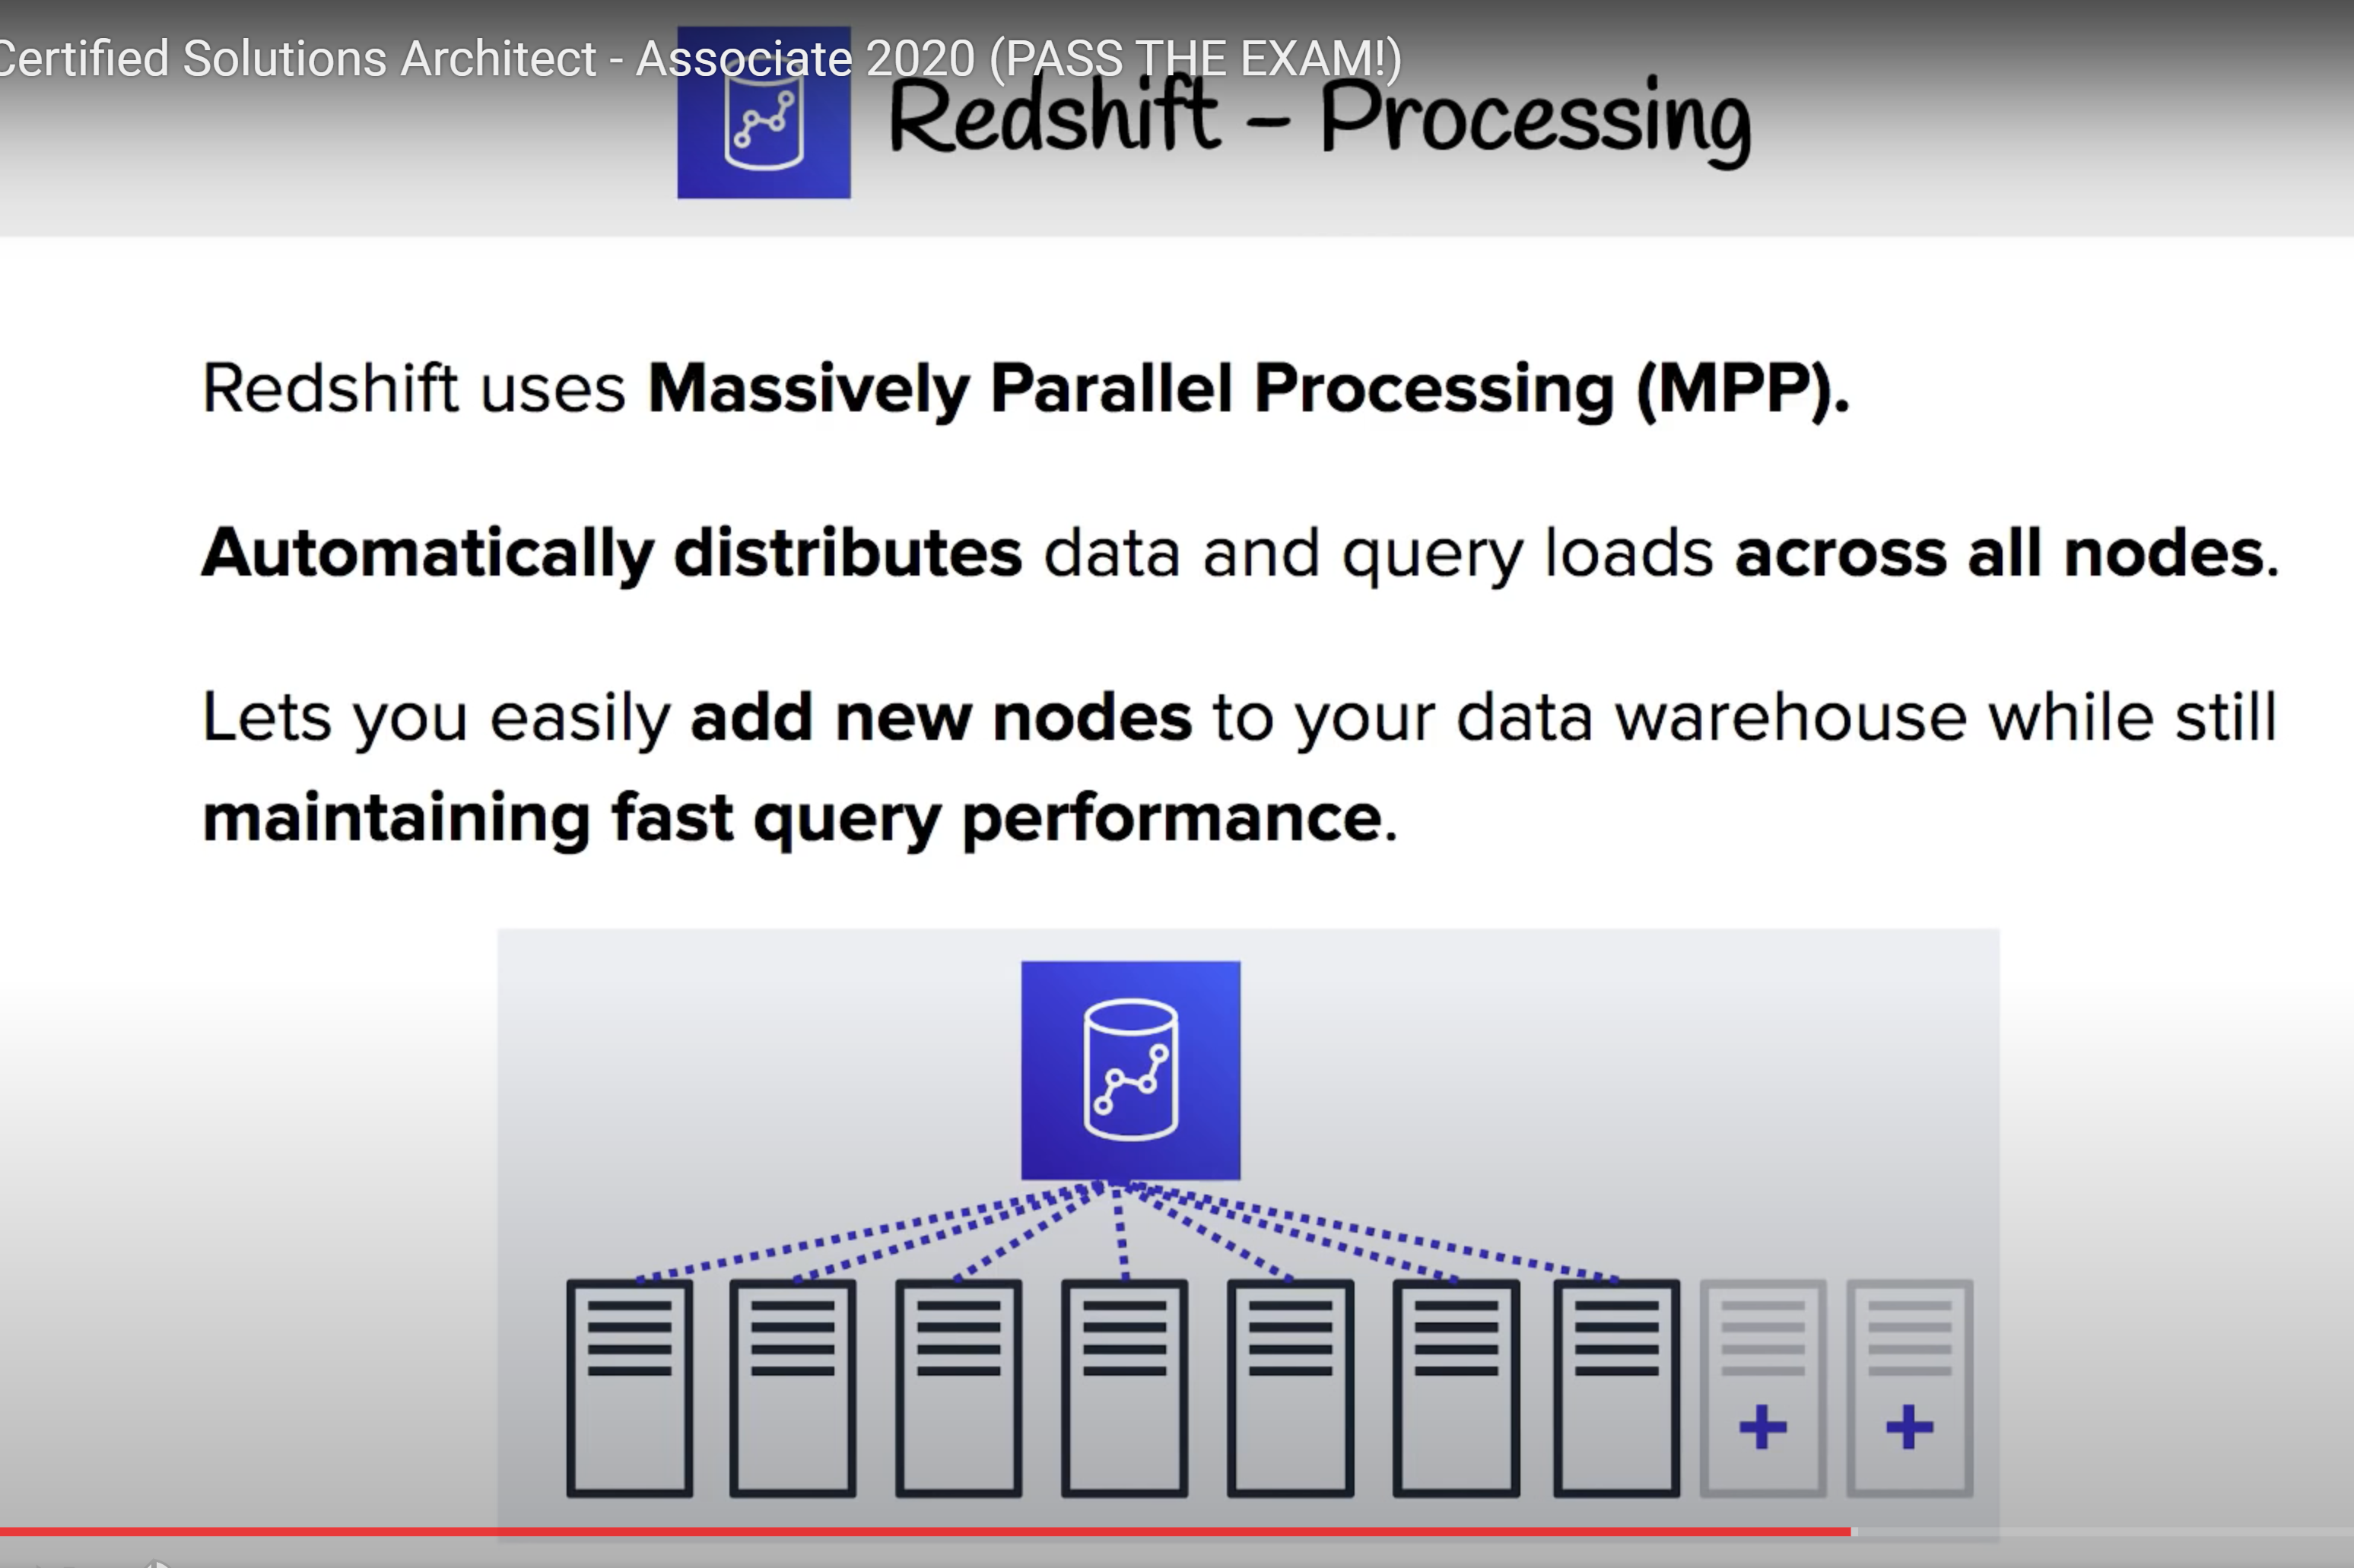 Certified Solutions Architect - Associate 2020 (PASS THE EXAM!)
Redshift – Processing
Redshift uses Massively Parallel Processing (MPP).
Automatically distributes data and query loads across all nodes.
Lets you easily add new nodes to your data warehouse while still
maintaining fast query performance.